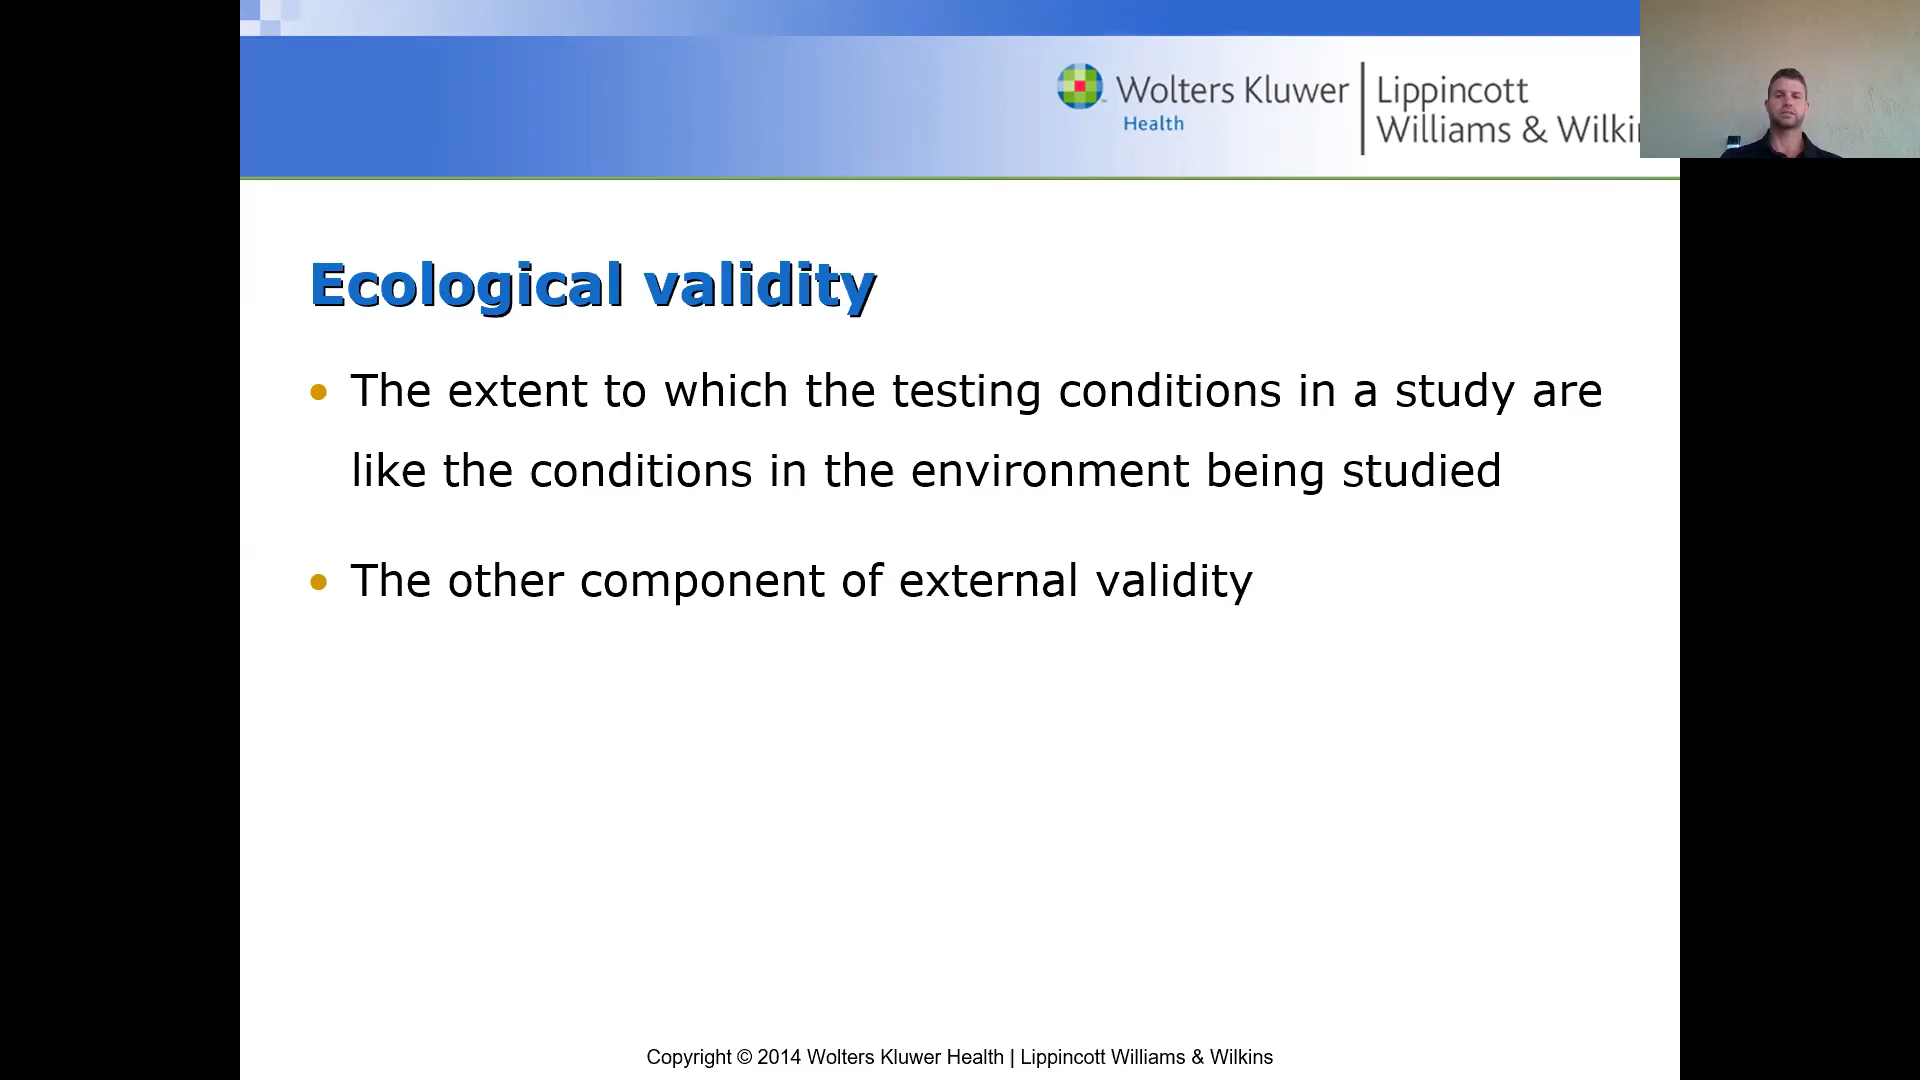 Wolters Kluwer
Health
Lippincott
Williams &
Ecological validity
• The extent to which the testing conditions in a study are
like the conditions in the environment being studied
• The other component of external validity
Copyright © 2014 Wolters Kluwer Health | Lippincott Williams & Wilkins